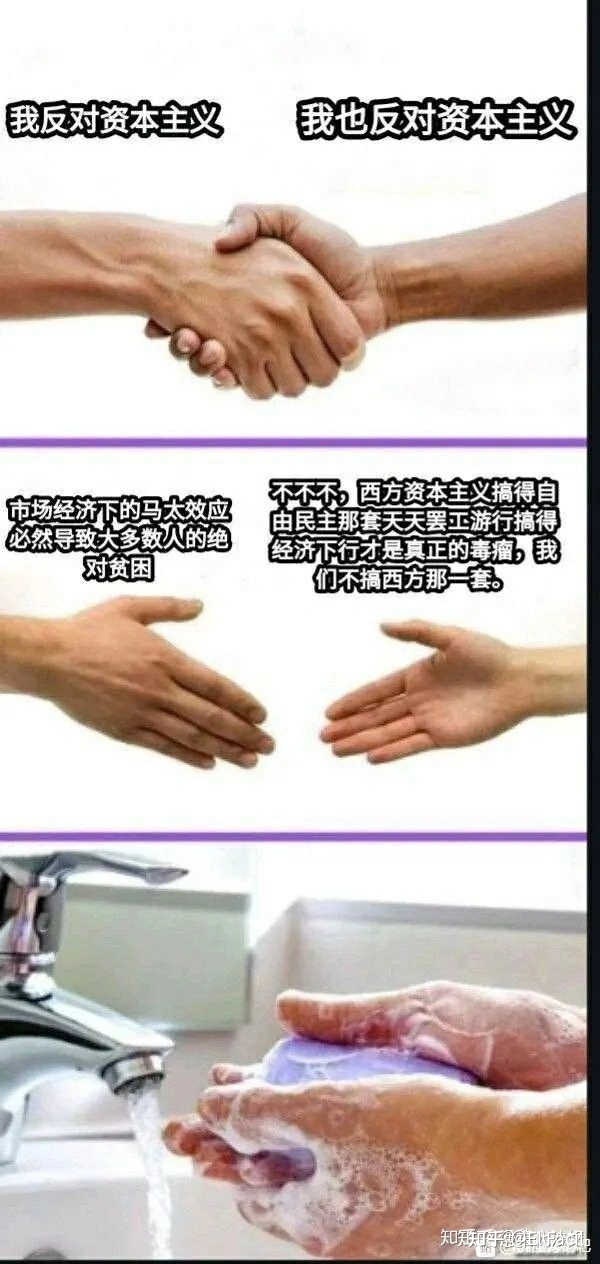 我反对资本主义
我也反对资本主义
市场经济下的马太效应
必然导致大多数人的绝
对贫困
不不不，西方资本主义搞得自
由民主那套天天罢工游行搞得
经济下行才是真正的毒瘤，我
们不搞西方那一套。